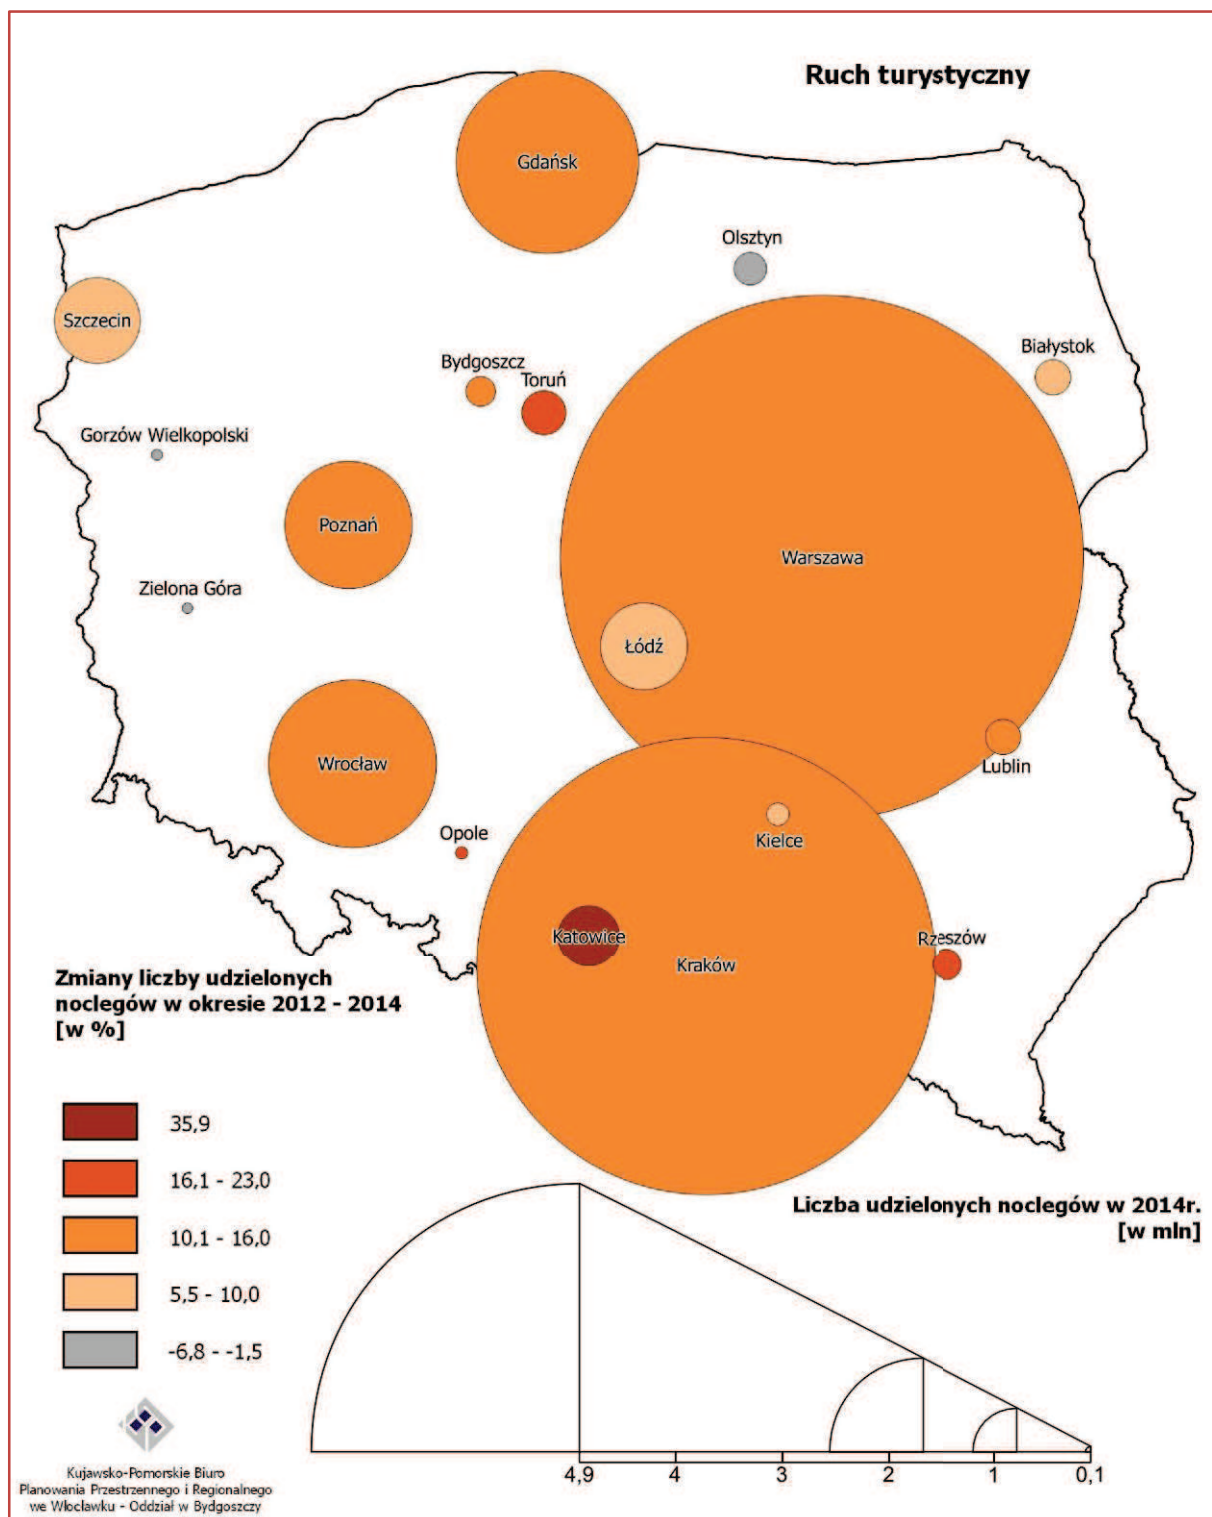 Ruch turystyczny
Gdańsk
Olsztyn
Szczecin
Białystok
Bydgoszcz
Toruń
Gorzów Wielkopolski
Poznań
Warszawa
Zielona Góra
Łódź
Wrocław
Lublin
Opole
Kielce
Katowice
Rzeszów
Kraków
Zmiany liczby udzielonych
noclegów w okresie 2012 - 2014
[w %]
35,9
16,1 - 23,0
10,1 - 16,0
5,5 - 10,0
-6,8 - -1,5
Liczba udzielonych noclegów w 2014r.
[w mln]
4,9 4 3 2 1 0,1
Kujawsko-Pomorskie Biuro
Planowania Przestrzennego i Regionalnego
we Włocławku - Oddział w Bydgoszczy